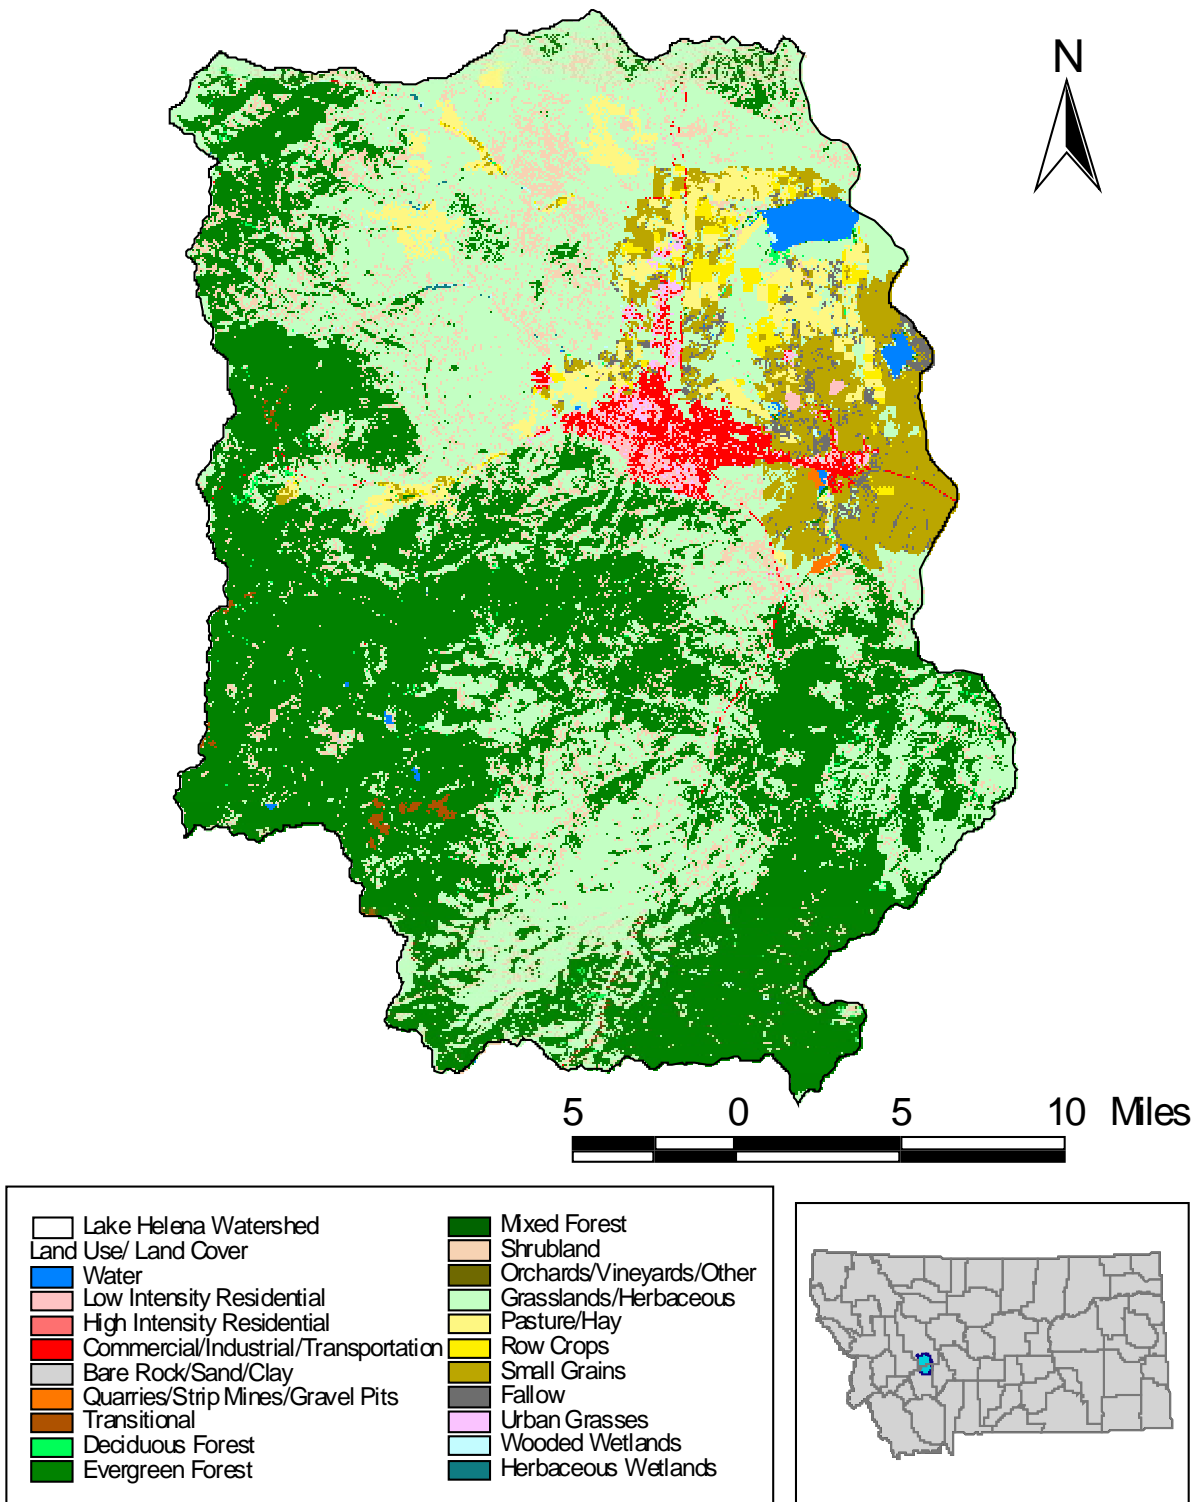 N
5 0 5 10 Miles
Lake Helena Watershed
Land Use/ Land Cover
Water
Low Intensity Residential
High Intensity Residential
Commercial/Industrial/Transportation
Bare Rock/Sand/Clay
Quarries/Strip Mines/Gravel Pits
Transitional
Deciduous Forest
Evergreen Forest
Mixed Forest
Shrubland
Orchards/Vineyards/Other
Grasslands/Herbaceous
Pasture/Hay
Row Crops
Small Grains
Fallow
Urban Grasses
Wooded Wetlands
Herbaceous Wetlands